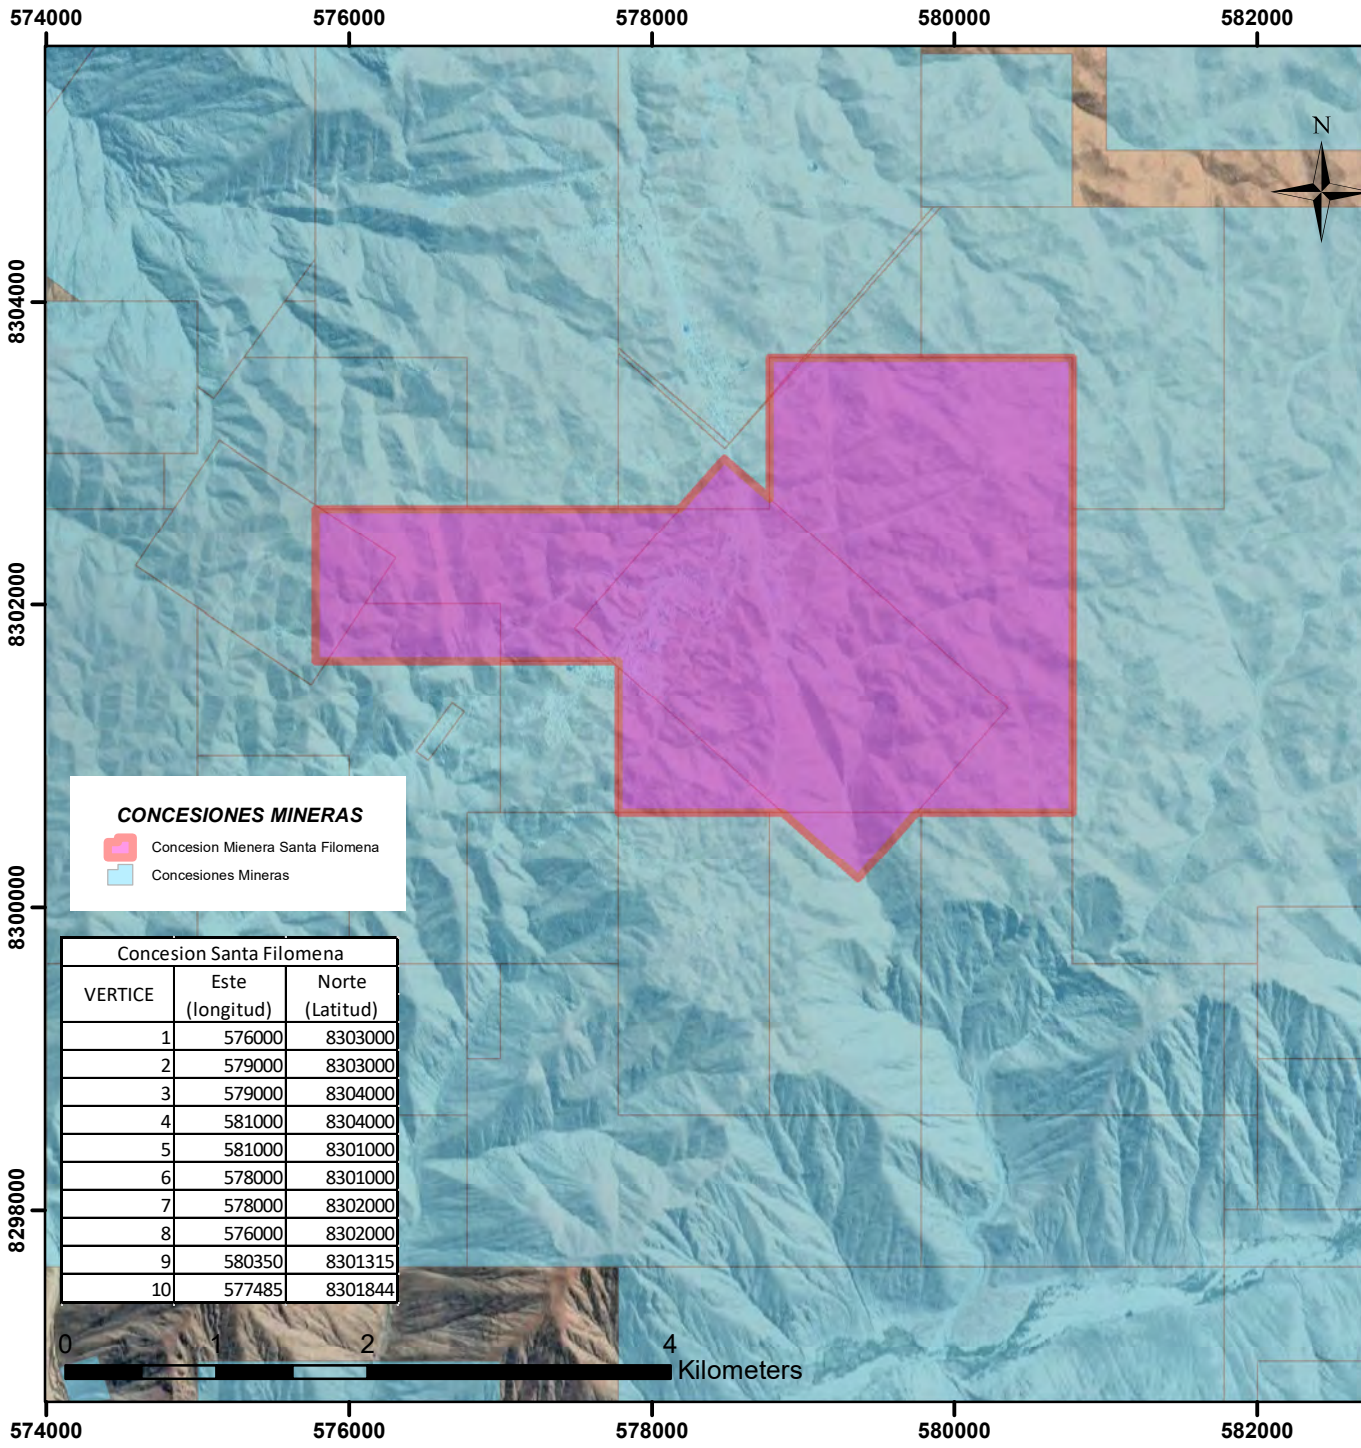 574000 576000 578000 580000 582000
N
8304000
8302000
8300000
8298000
CONCESIONES MINERAS
Concesion Mienera Santa Filomena
Concesiones Mineras
Concesion Santa Filomena
VERTICE Este (longitud) Norte (Latitud)
1 576000 8303000
2 579000 8303000
3 579000 8304000
4 581000 8304000
5 581000 8301000
6 578000 8301000
7 578000 8302000
8 576000 8302000
9 580350 8301315
10 577485 8301844
0 1 2 4
Kilometers
574000 576000 578000 580000 582000